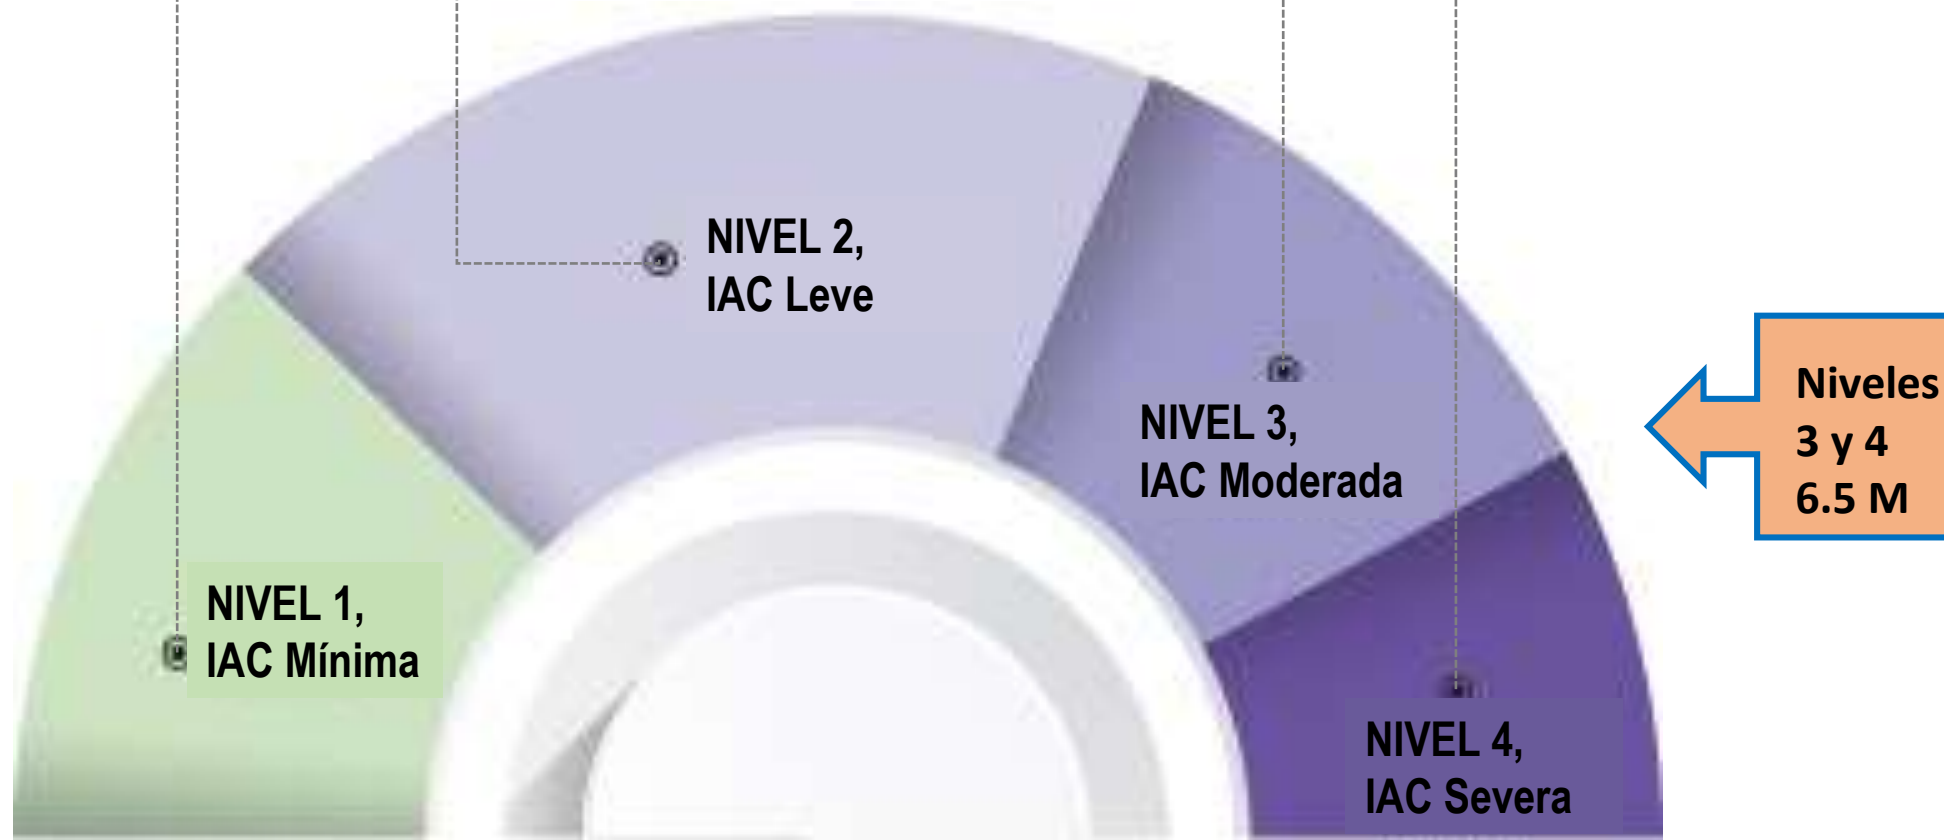 NIVEL 2,
IAC Leve
NIVEL 3,
IAC Moderada
Niveles
3 y 4
6.5 M
NIVEL 1,
IAC Mínima
NIVEL 4,
IAC Severa